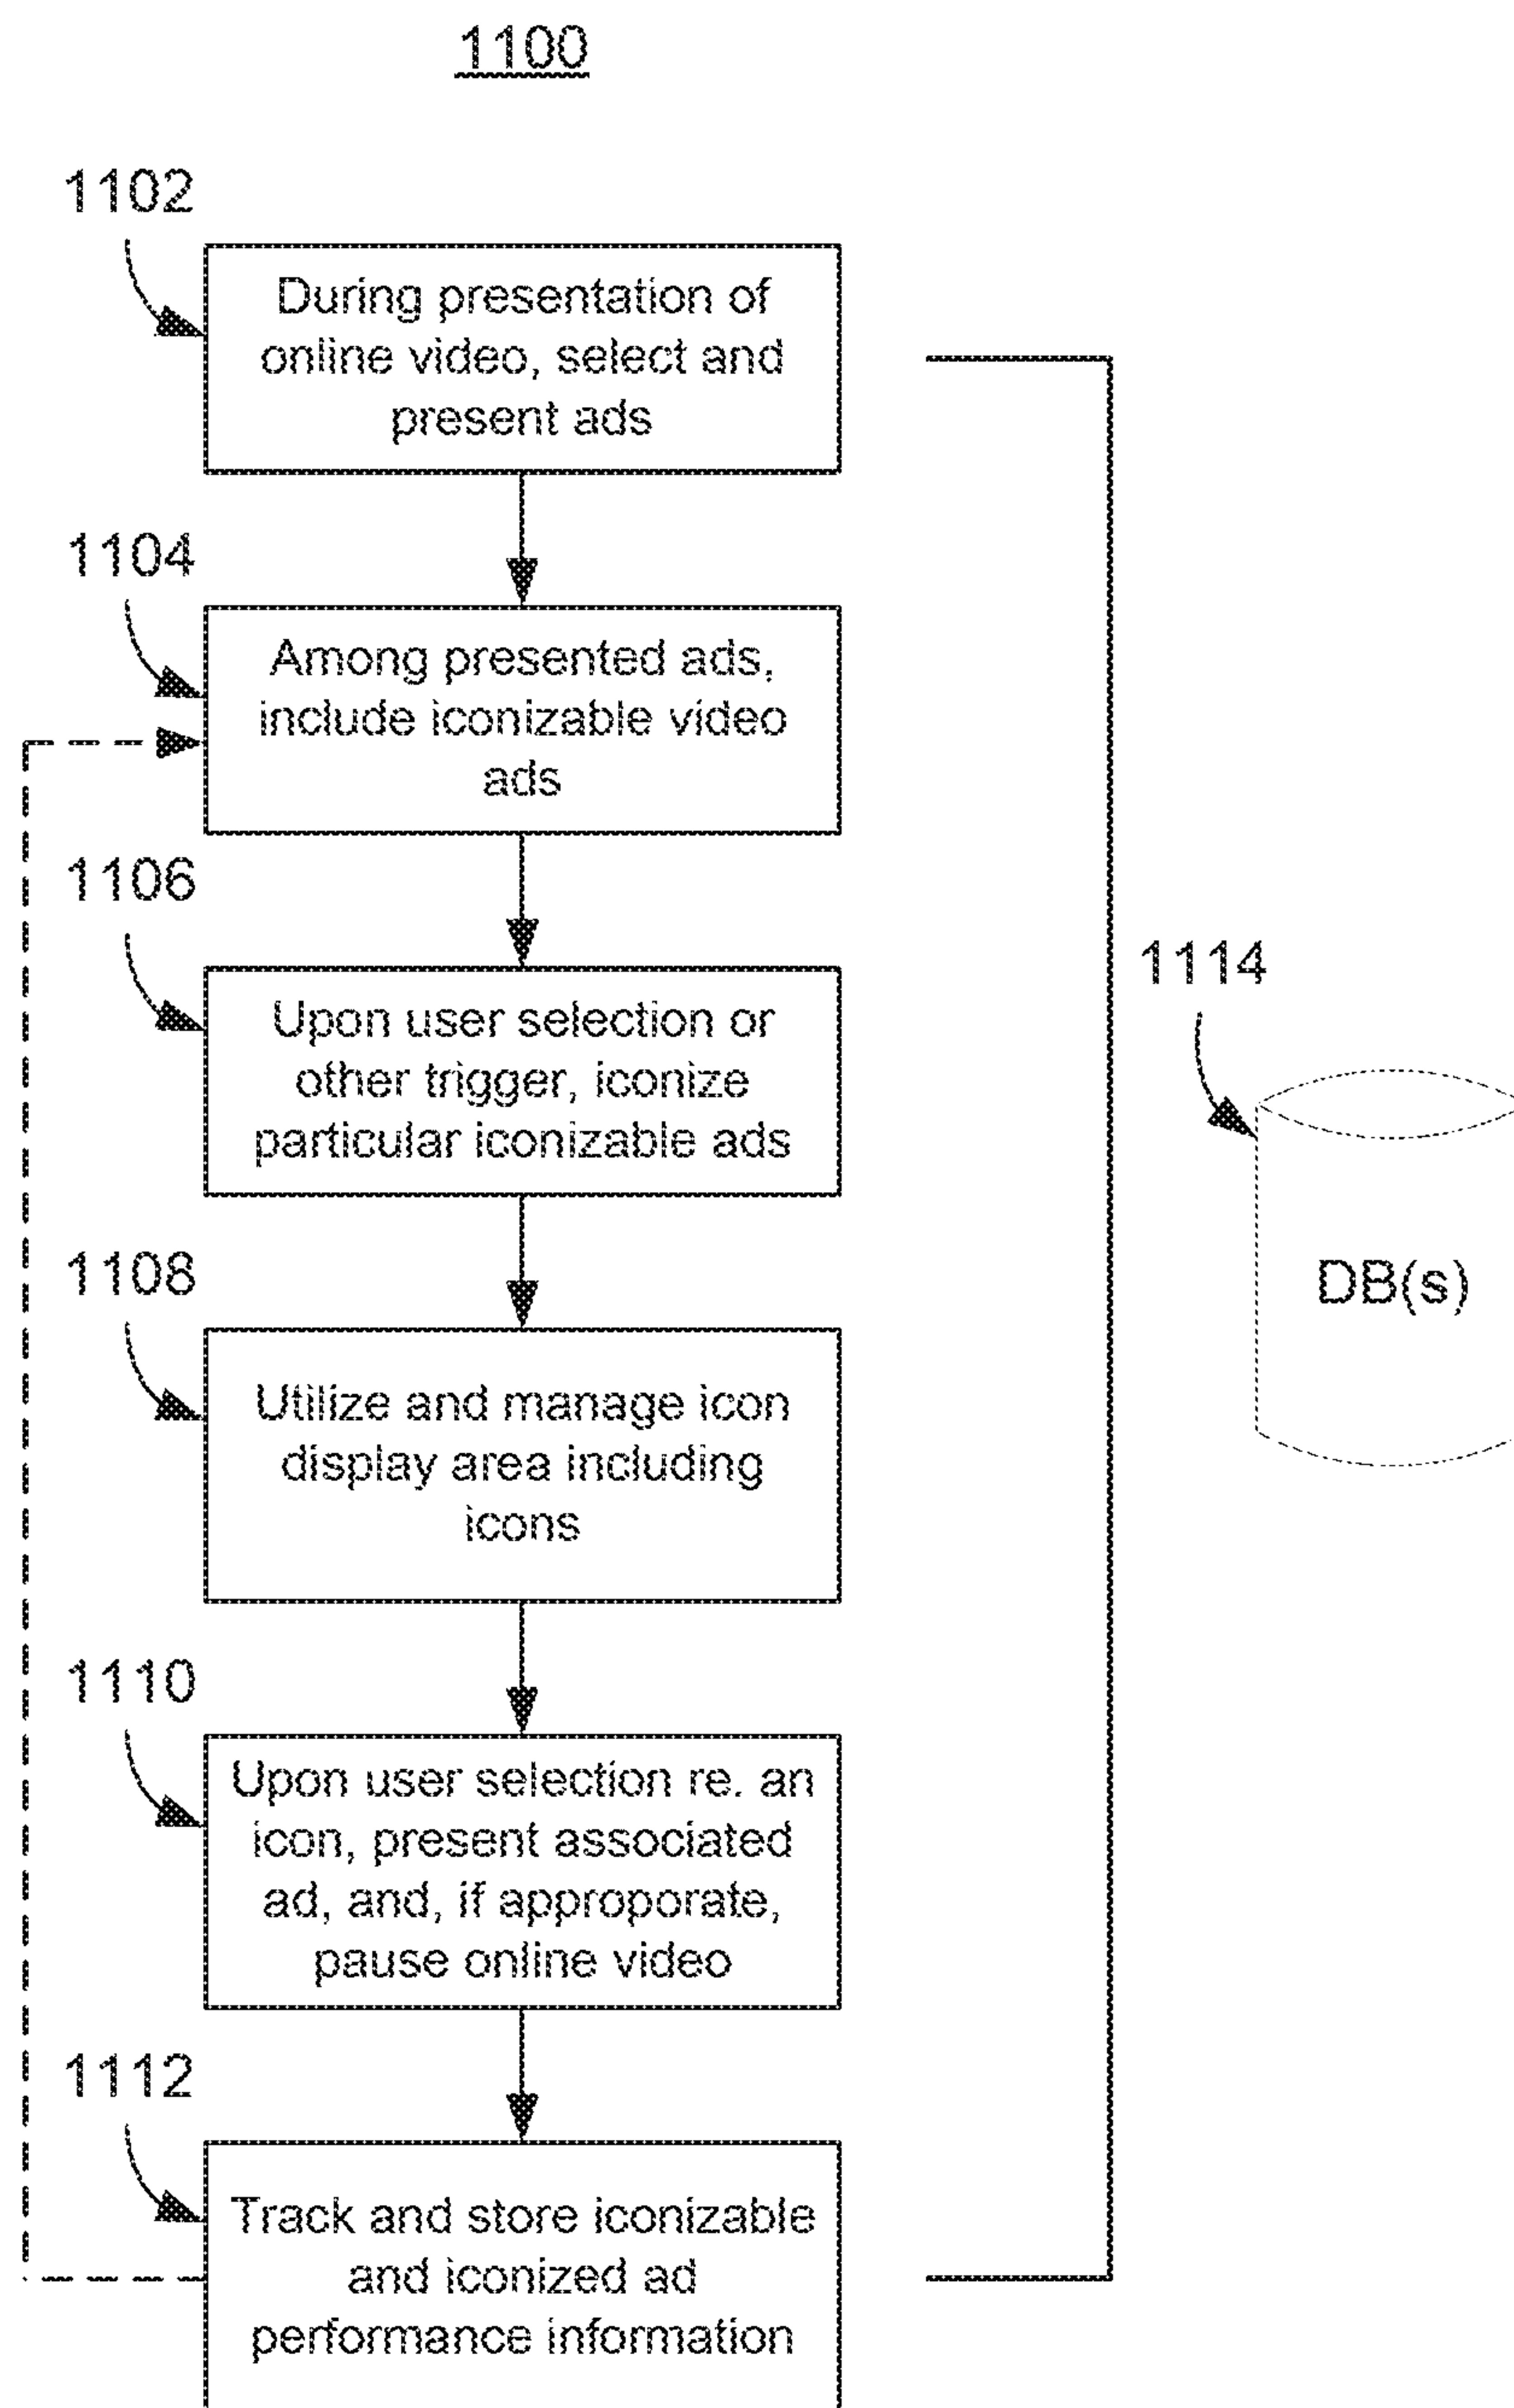 1100
1102
During presentation of
online video, select and
present ads
1104
Among presented ads,
include iconizable video
ads
1106
Upon user selection or
other trigger, iconize
particular iconizable ads
1114
DB(s)
1108
Utilize and manage icon
display area including
icons
1110
Upon user selection re. an
icon, present associated
ad, and, if approporate,
pause online video
1112
Track and store iconizable
and iconized ad
performance information